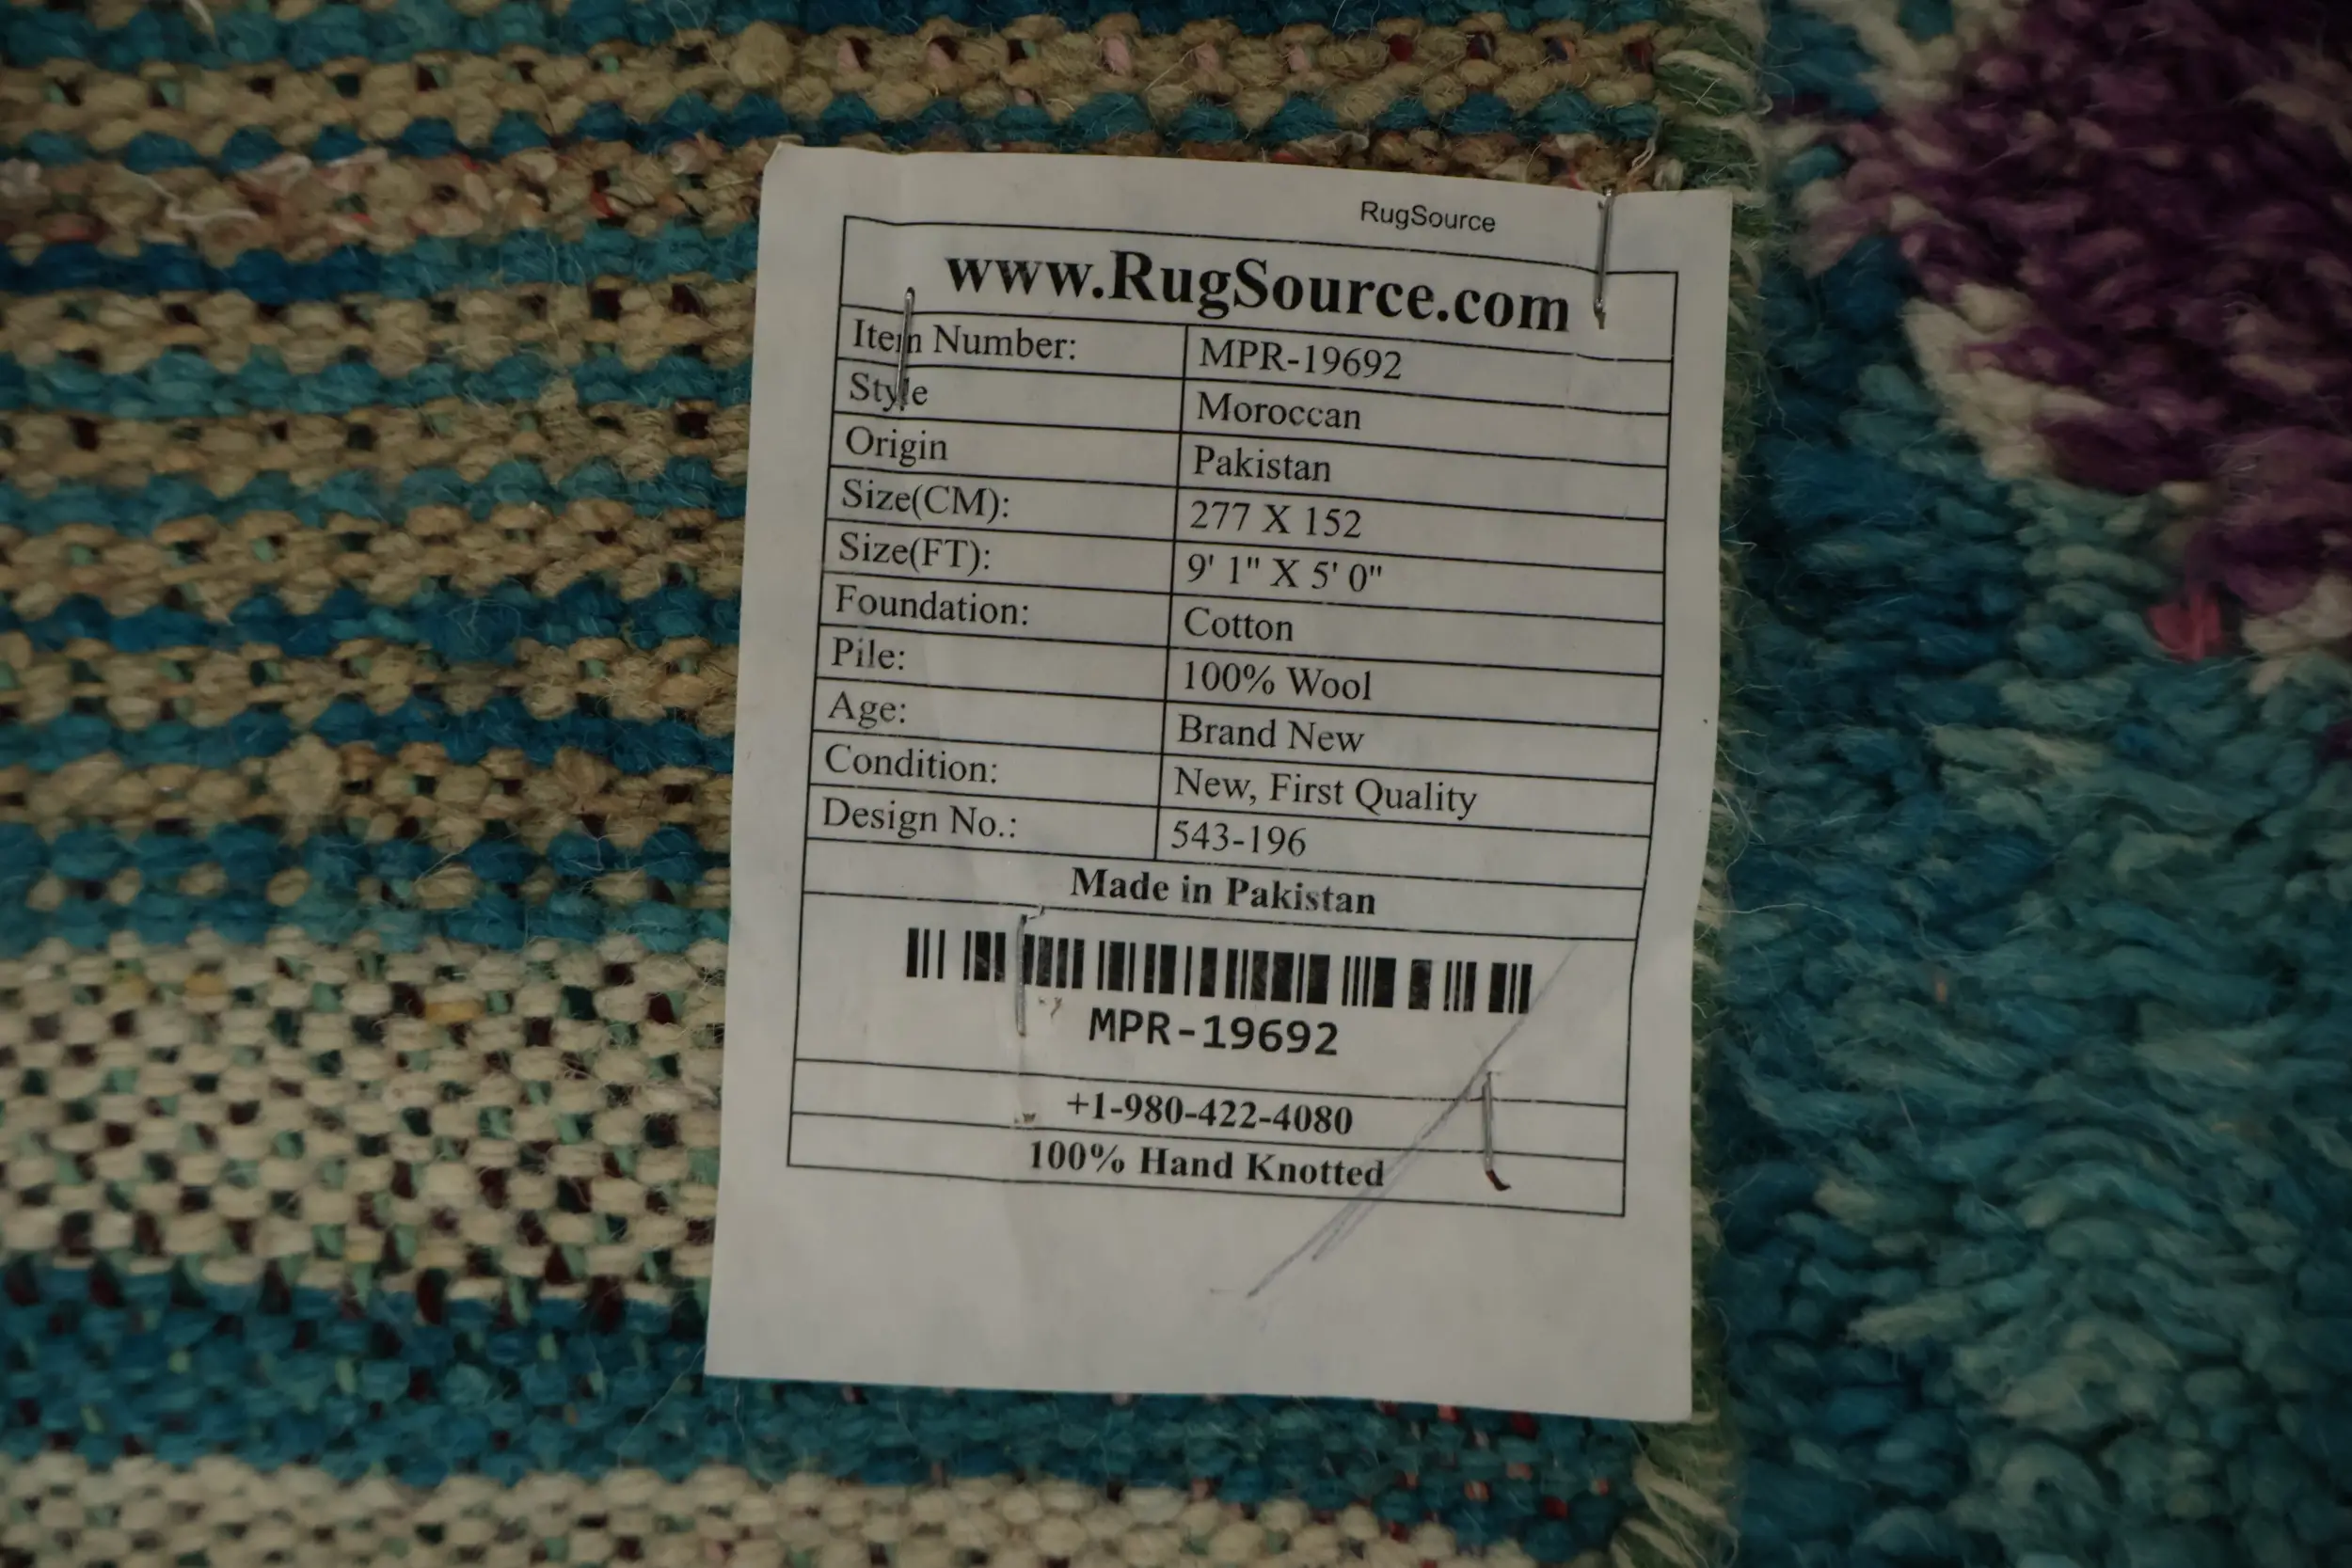 RugSource
www.RugSource.com
Item Number: MPR-19692
Style Moroccan
Origin Pakistan
Size(CM): 277 X 152
Size(FT): 9' 1" X 5' 0"
Foundation: Cotton
Pile: 100% Wool
Age: Brand New
Condition: New, First Quality
Design No.: 543-196
Made in Pakistan
MPR-19692
+1-980-422-4080
100% Hand Knotted